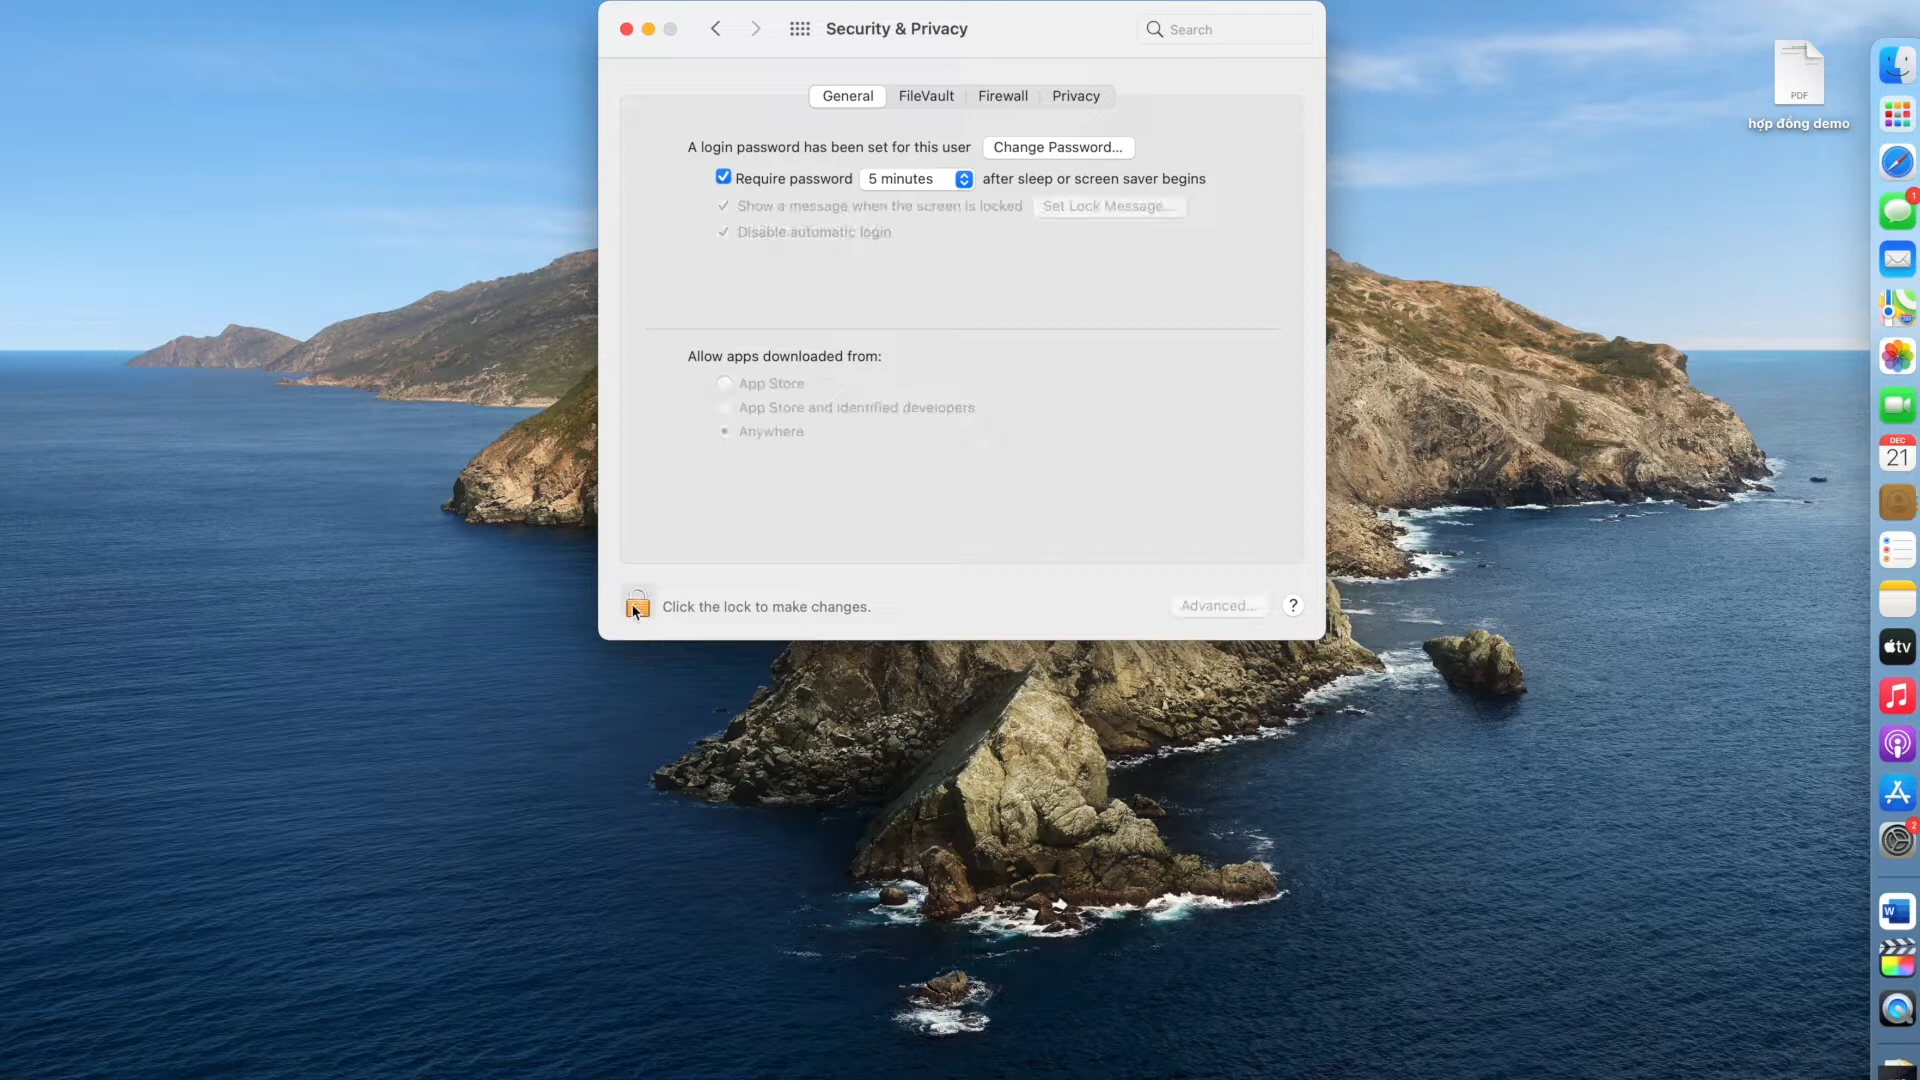 Security & Privacy
Search
General
FileVault
Firewall
Privacy
A login password has been set for this user
Change Password...
Require password
5 minutes
after sleep or screen saver begins
Show a message when the screen is locked
Set Lock Message...
Disable automatic login
Allow apps downloaded from:
App Store
App Store and identified developers
Anywhere
Click the lock to make changes.
Advanced...
?
PDF
hợp đồng demo
1
DEC
21
tv
2
W